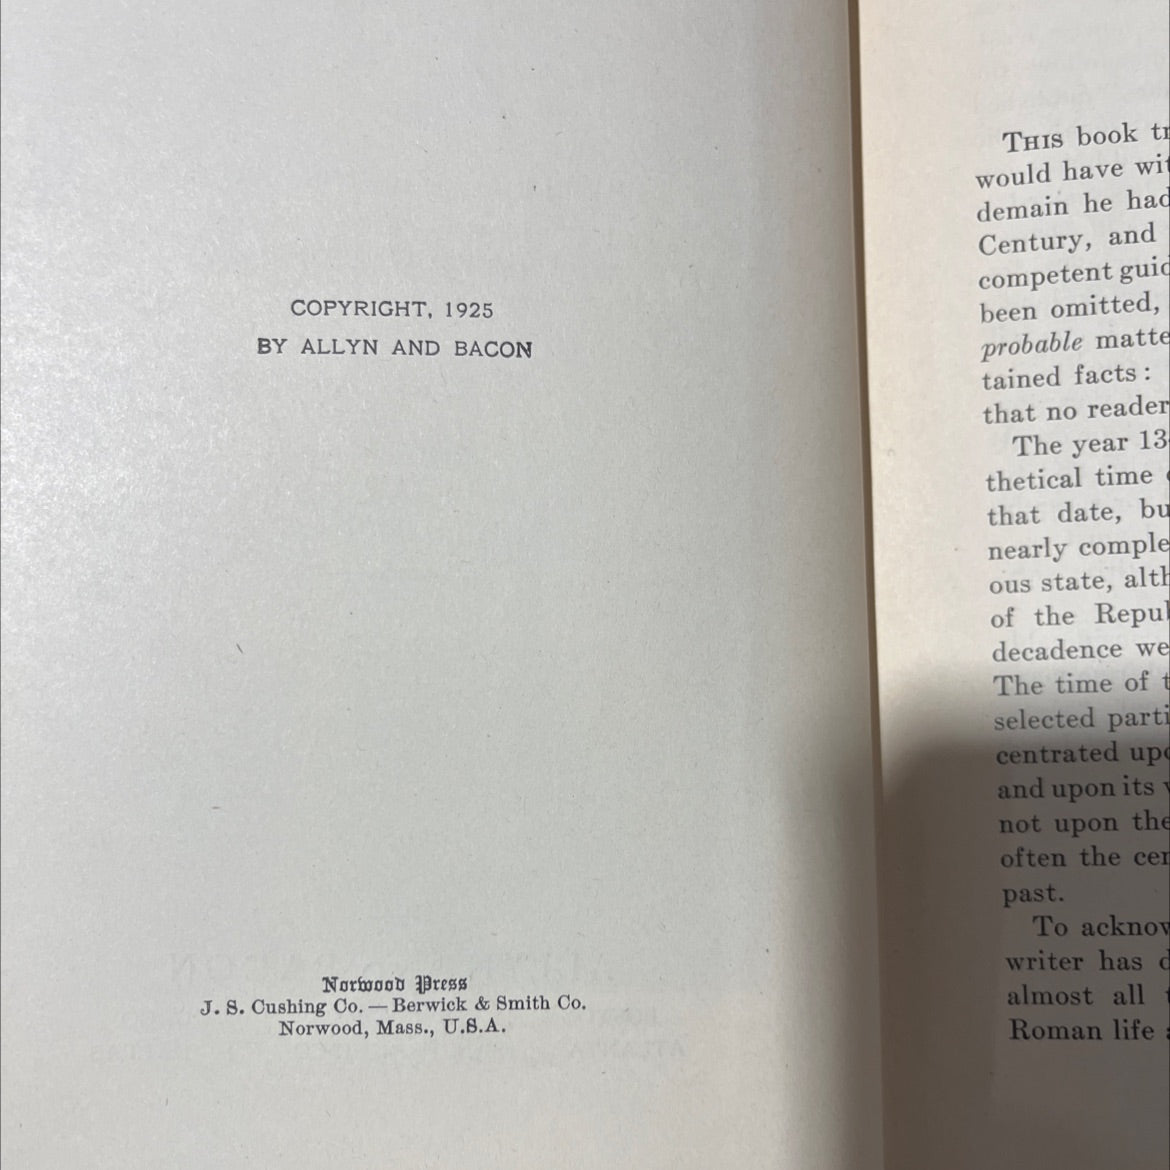 COPYRIGHT, 1925
BY ALLYN AND BACON
Norwood Press
J. S. Cushing Co. — Berwick & Smith Co.
Norwood, Mass., U.S.A.
THIS book
would have
demain he had
Century, and
competent
been omitted,
probable
tained facts:
that no reader
The year
thetical time
that date,
nearly
ous state,
of the
decadence
The time of
selected
centrated
and upon its
not upon the
often the
past.
To
writer has
almost all
Roman life